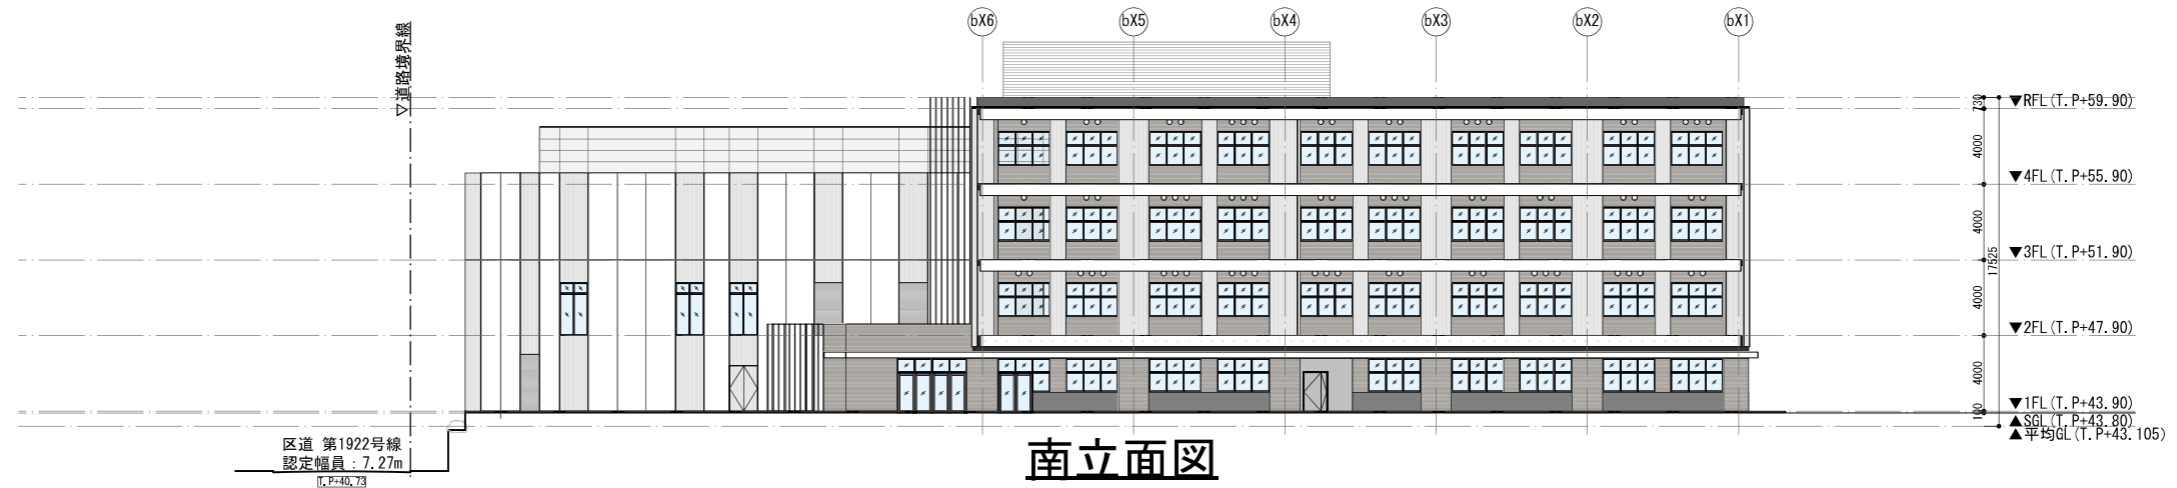 bX6
bX5
bX4
bX3
bX2
bX1
▽道路境界線
730
▼RFL(T.P+59.90)
4000
▼4FL(T.P+55.90)
4000
▼3FL(T.P+51.90)
17525
4000
▼2FL(T.P+47.90)
4000
▼1FL(T.P+43.90)
100
▲SGL(T.P+43.80)
▲平均GL(T.P+43.105)
区道 第1922号線
認定幅員：7.27m
T.P+40.73
南立面図